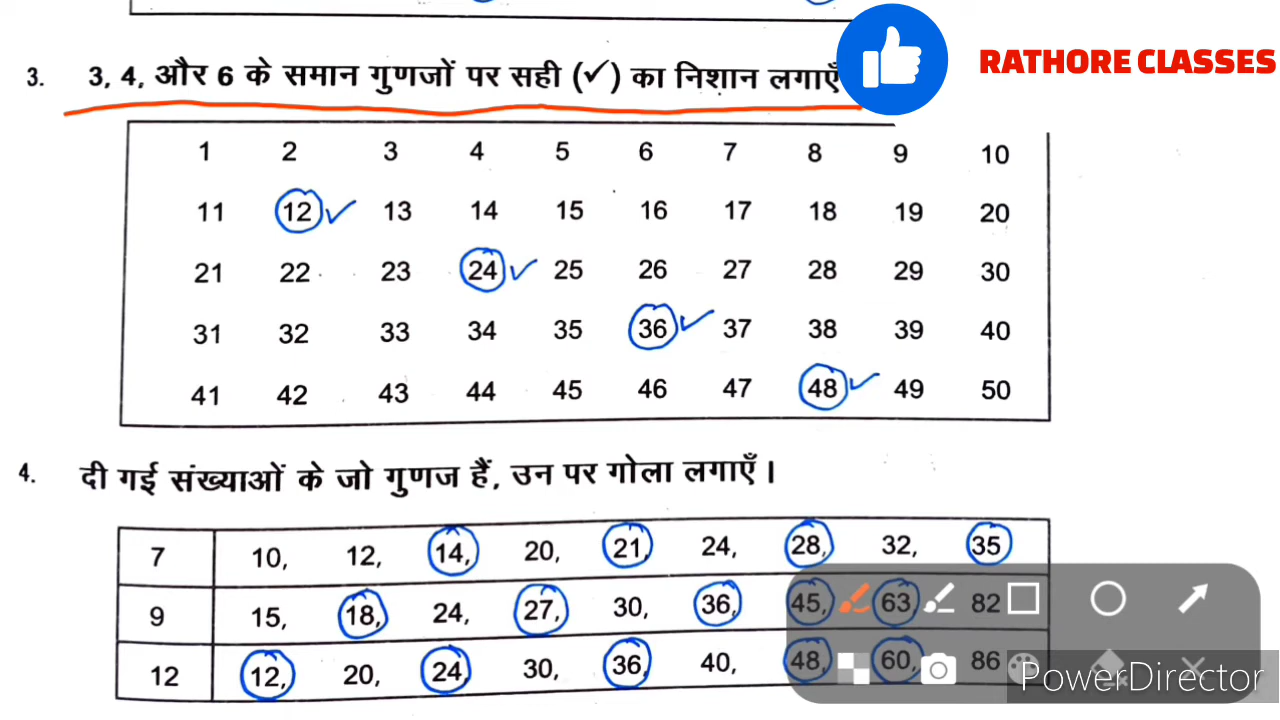 RATHORE CLASSES
3. 3, 4, और 6 के समान गुणजों पर सही (✓) का निशान लगाएँ
1 2 3 4 5 6 7 8 9 10
11 12 ✓ 13 14 15 16 17 18 19 20
21 22 23 24 ✓ 25 26 27 28 29 30
31 32 33 34 35 36 ✓ 37 38 39 40
41 42 43 44 45 46 47 48 ✓ 49 50
4. दी गई संख्याओं के जो गुणज हैं, उन पर गोला लगाएँ ।
7 10, 12, 14, 20, 21, 24, 28, 32, 35
9 15, 18, 24, 27, 30, 36, 45, 63 82
12 12, 20, 24, 30, 36, 40, 48, 60, 86
PowerDirector